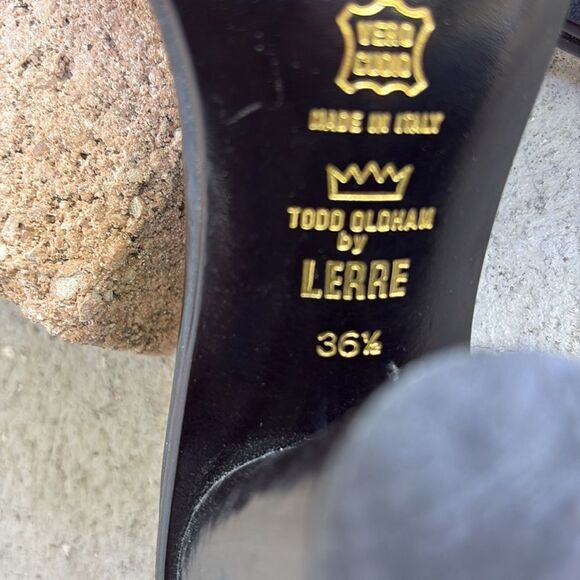 VERO
CUOIO
MADE IN ITALY
TODD OLDHAM
by
LERRE
36½